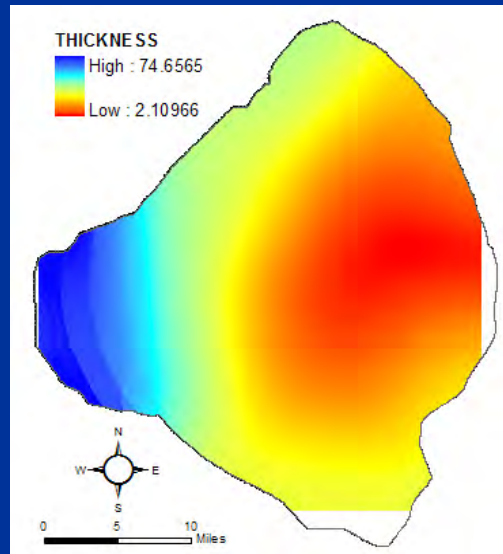 THICKNESS
High : 74.6565
Low : 2.10966
N
W E
S
0 5 10
Miles